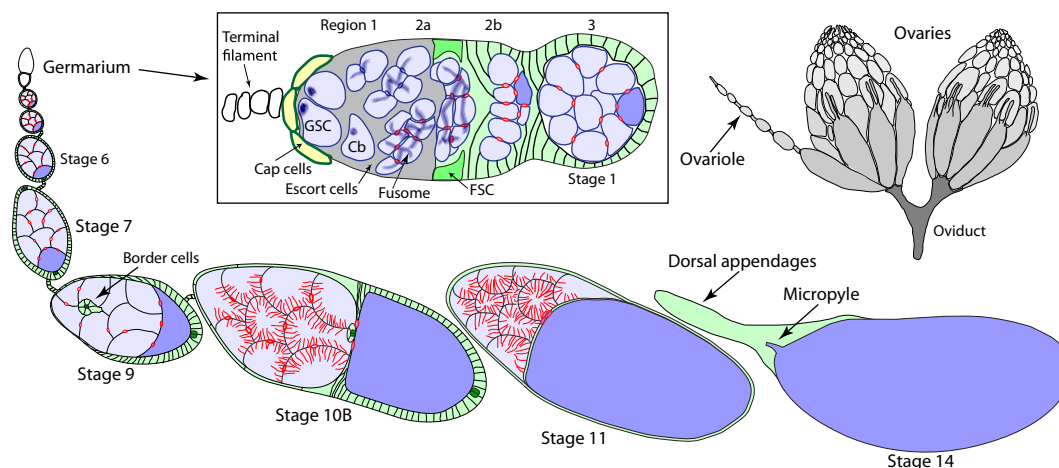 Region 1
2a
2b
3
Ovaries
Terminal
filament
Germarium
GSC
Cb
Cap cells
Escort cells
Fusome
FSC
Stage 1
Ovariole
Oviduct
Stage 6
Stage 7
Border cells
Dorsal appendages
Micropyle
Stage 9
Stage 10B
Stage 11
Stage 14